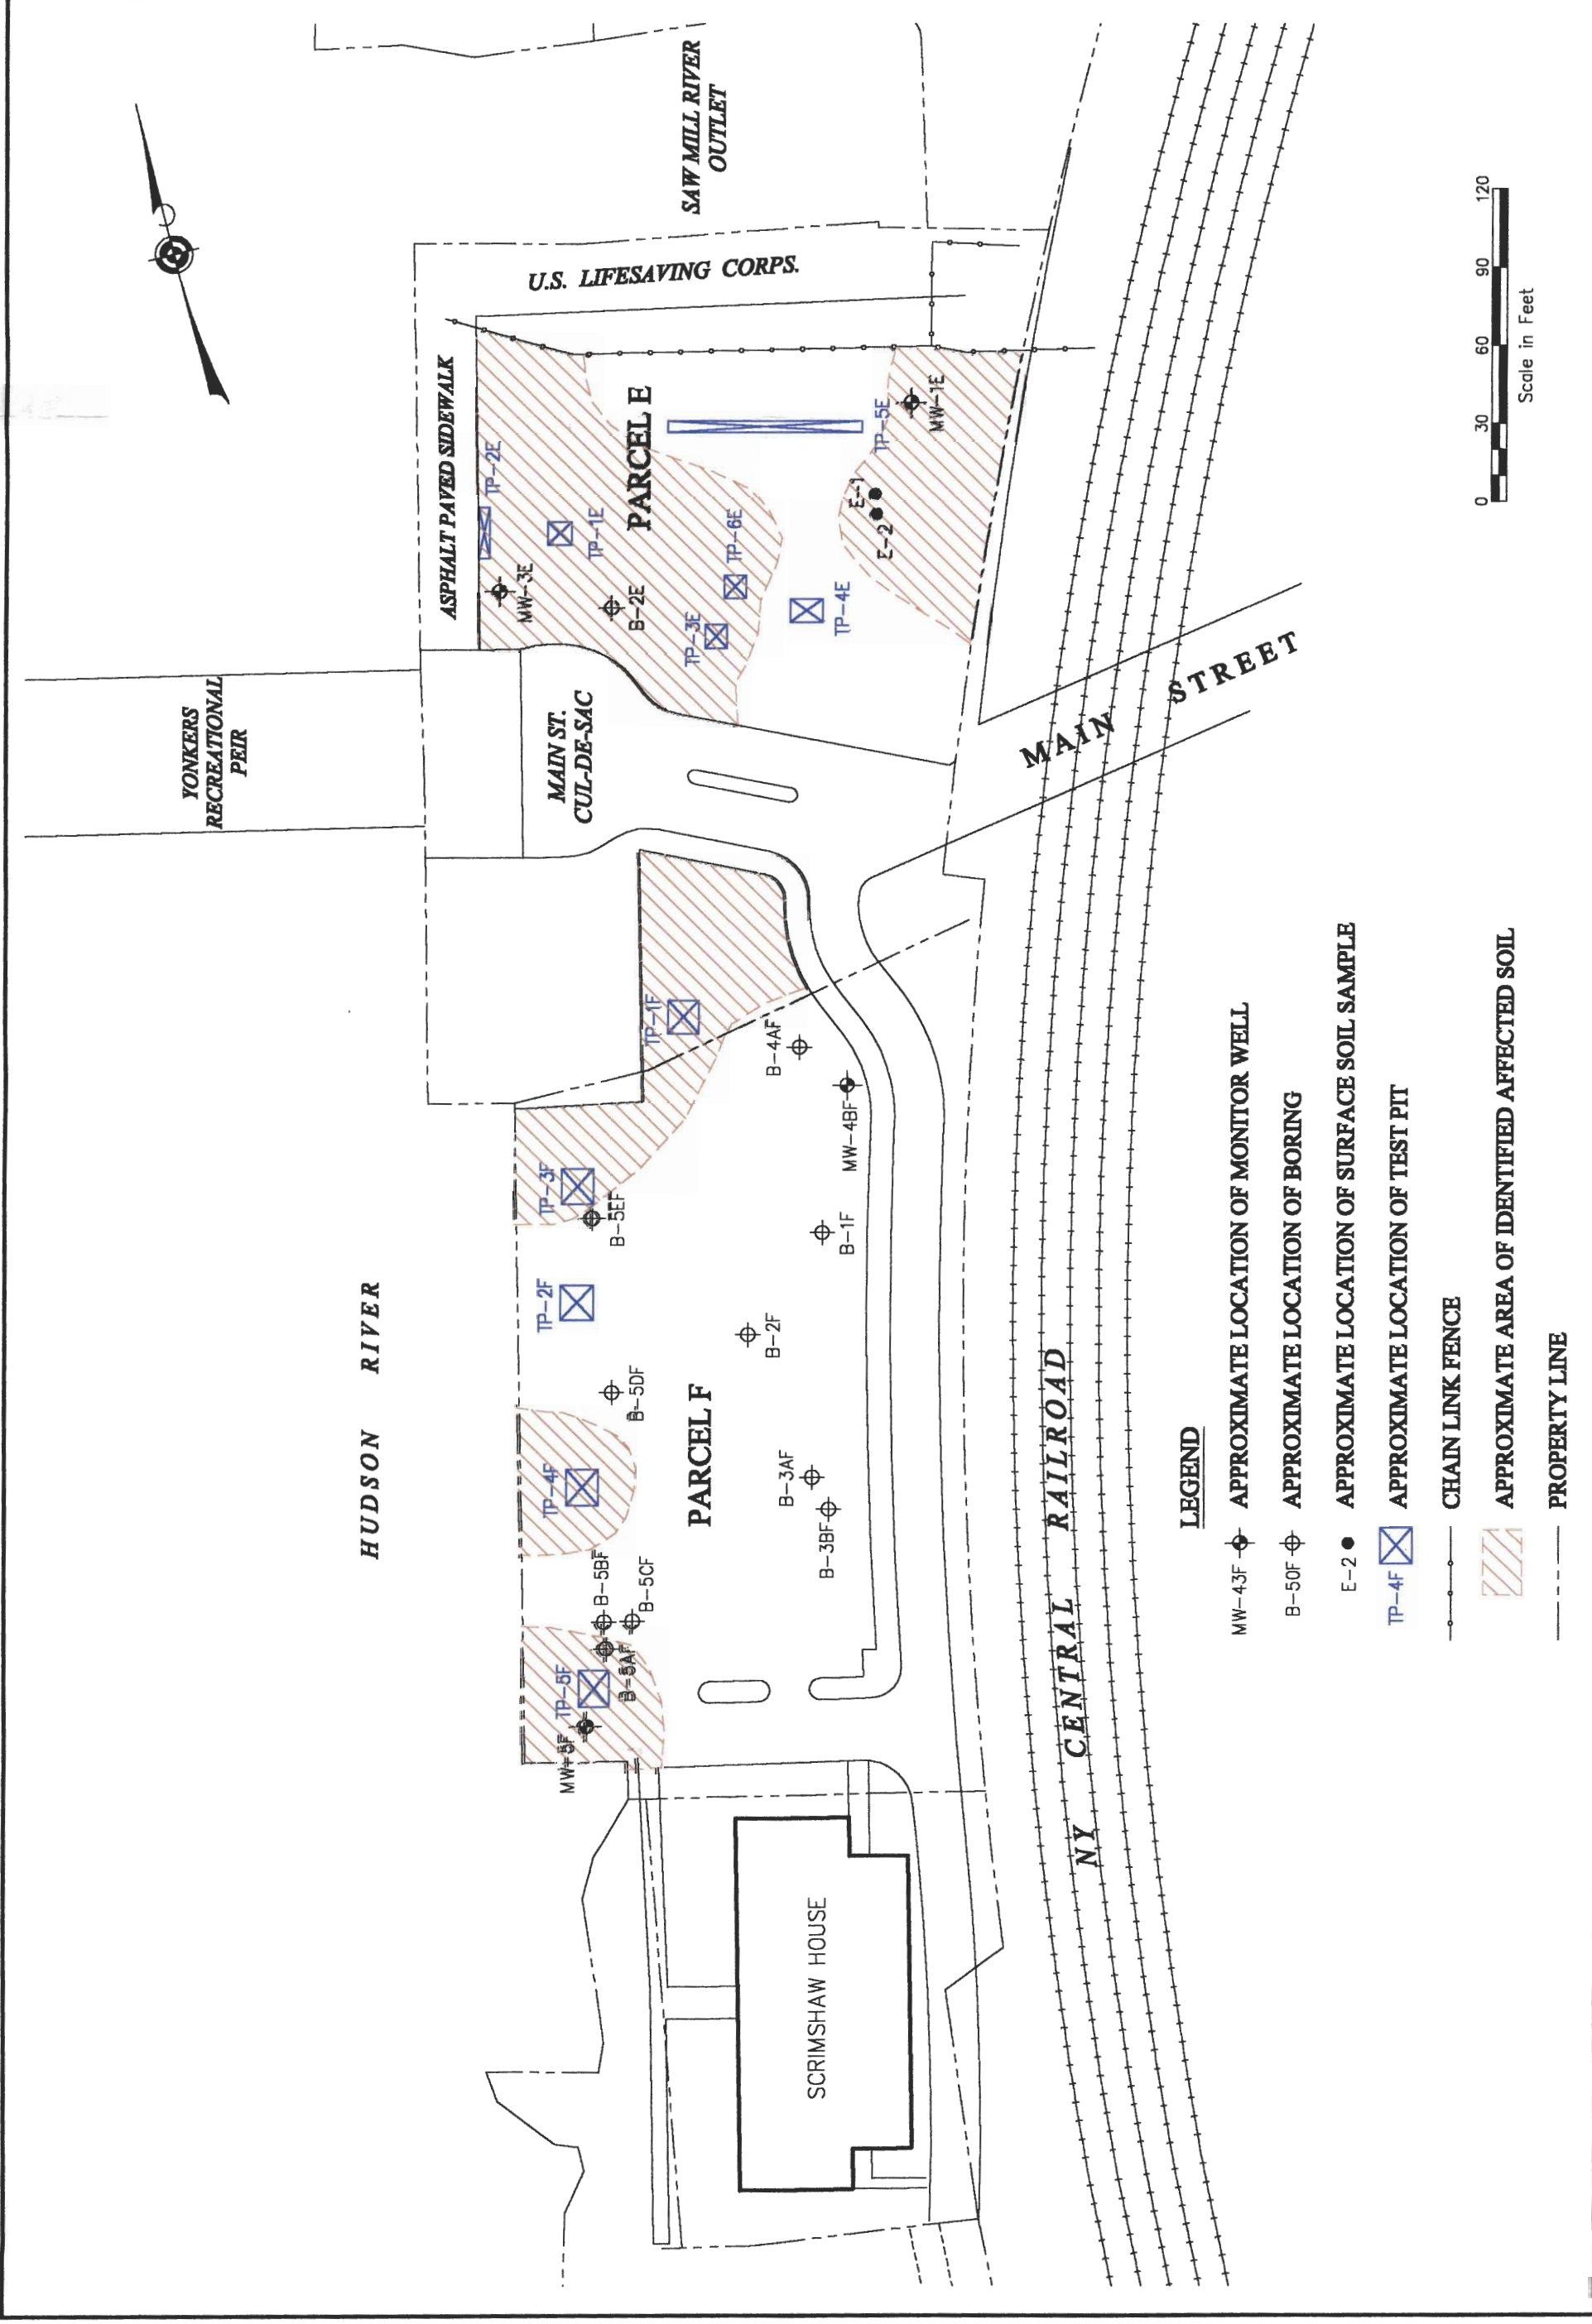 HUDSON RIVER
YONKERS
RECREATIONAL
PEIR
ASPHALT PAVED SIDEWALK
MAIN ST.
CUL-DE-SAC
U.S. LIFESAVING CORPS.
SAW MILL RIVER
OUTLET
PARCEL E
TP-2E
MW-3E
TP-1E
B-2E
TP-3E
TP-6E
TP-4E
TP-5E
E-1
E-2
MW-1E
MAIN STREET
PARCEL F
TP-1F
B-4AF
MW-4BF
TP-3F
B-5EF
B-1F
TP-2F
B-2F
B-5DF
TP-4F
B-3AF
B-3BF
B-5BF
B-5CF
B-5AF
TP-5F
MW-5F
SCRIMSHAW HOUSE
NY CENTRAL RAILROAD
LEGEND
MW-43F APPROXIMATE LOCATION OF MONITOR WELL
B-50F APPROXIMATE LOCATION OF BORING
E-2 APPROXIMATE LOCATION OF SURFACE SOIL SAMPLE
TP-4F APPROXIMATE LOCATION OF TEST PIT
CHAIN LINK FENCE
APPROXIMATE AREA OF IDENTIFIED AFFECTED SOIL
PROPERTY LINE
0 30 60 90 120
Scale in Feet